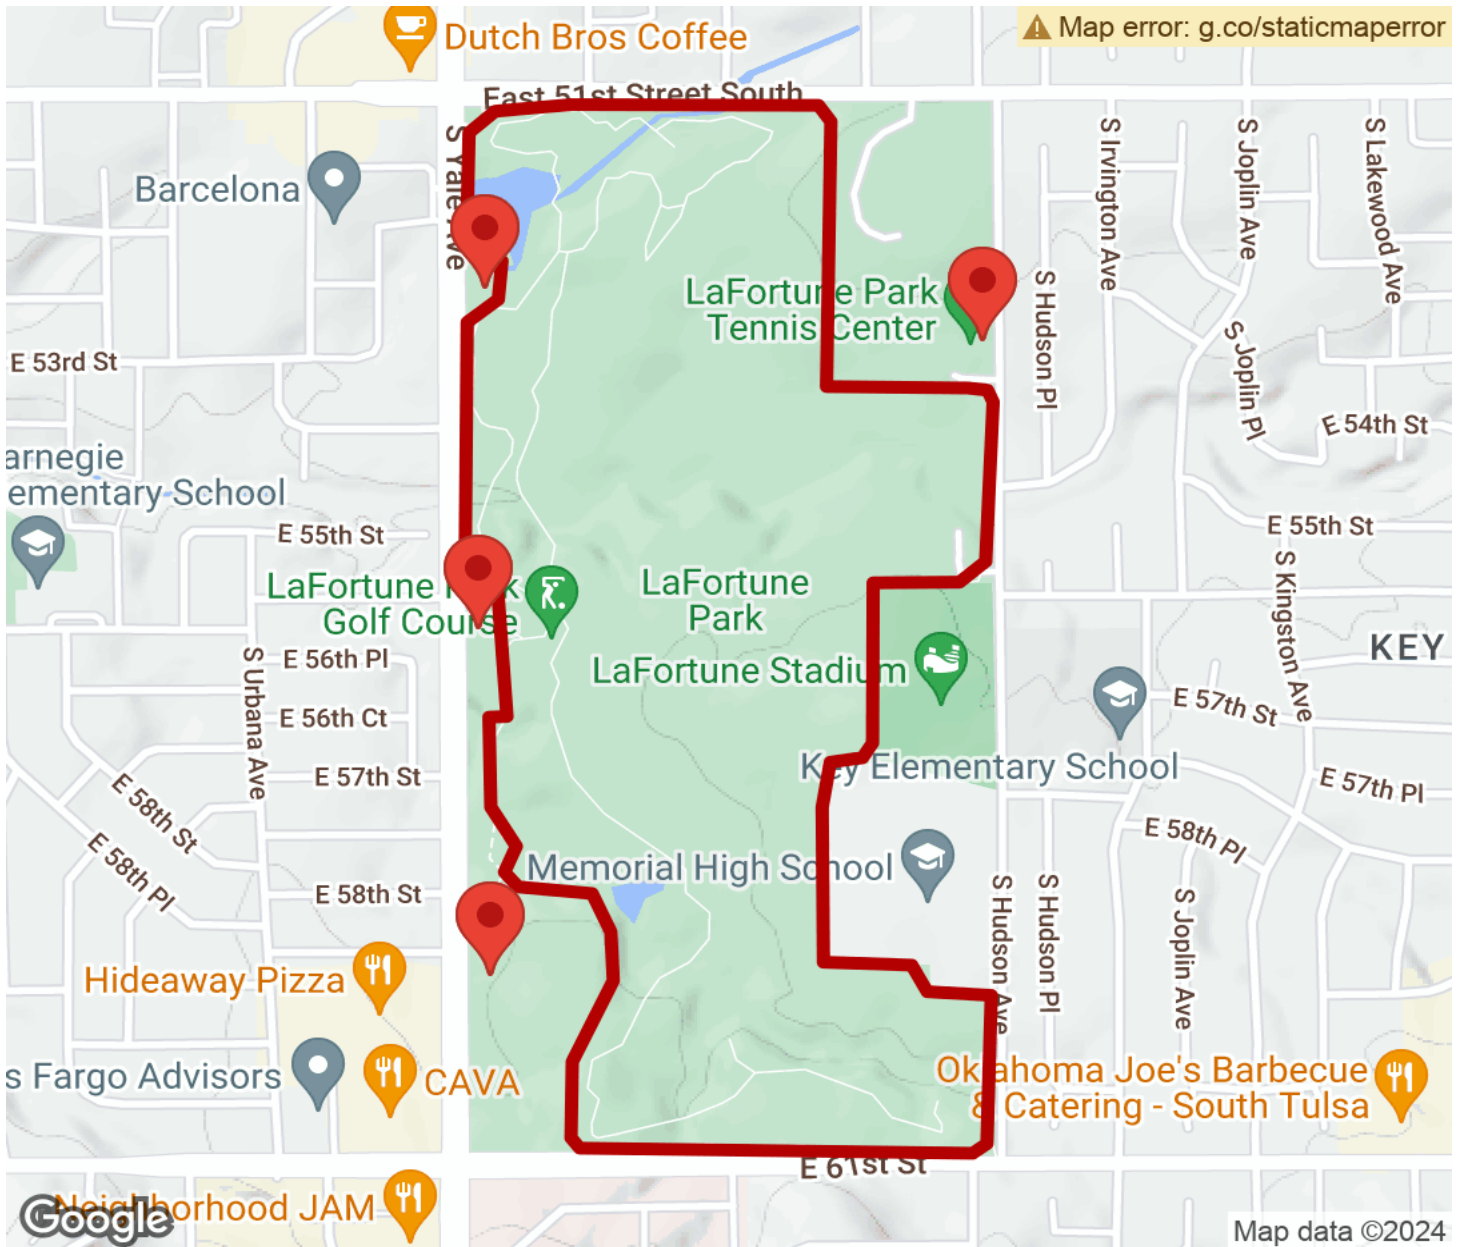 Map error: g.co/staticmaperror
Dutch Bros Coffee
East 51st Street South
S Yale Ave
Barcelona
S Irvington Ave
S Joplin Ave
S Lakewood Ave
LaFortune Park
Tennis Center
S Hudson Pl
S Joplin Pl
E 53rd St
E 54th St
arnegie
ementary School
E 55th St
E 55th St
LaFortune Park
Golf Course
LaFortune
Park
S Kingston Ave
KEY
S Urbana Ave
E 56th Pl
LaFortune Stadium
E 56th Ct
E 57th St
E 57th St
Key Elementary School
E 57th Pl
E 58th St
E 58th Pl
E 58th Pl
Memorial High School
E 58th St
S Hudson Ave
S Hudson Pl
S Joplin Ave
Hideaway Pizza
s Fargo Advisors
CAVA
Oklahoma Joe's Barbecue
& Catering - South Tulsa
E 61st St
Neighborhood JAM
Google
Map data ©2024